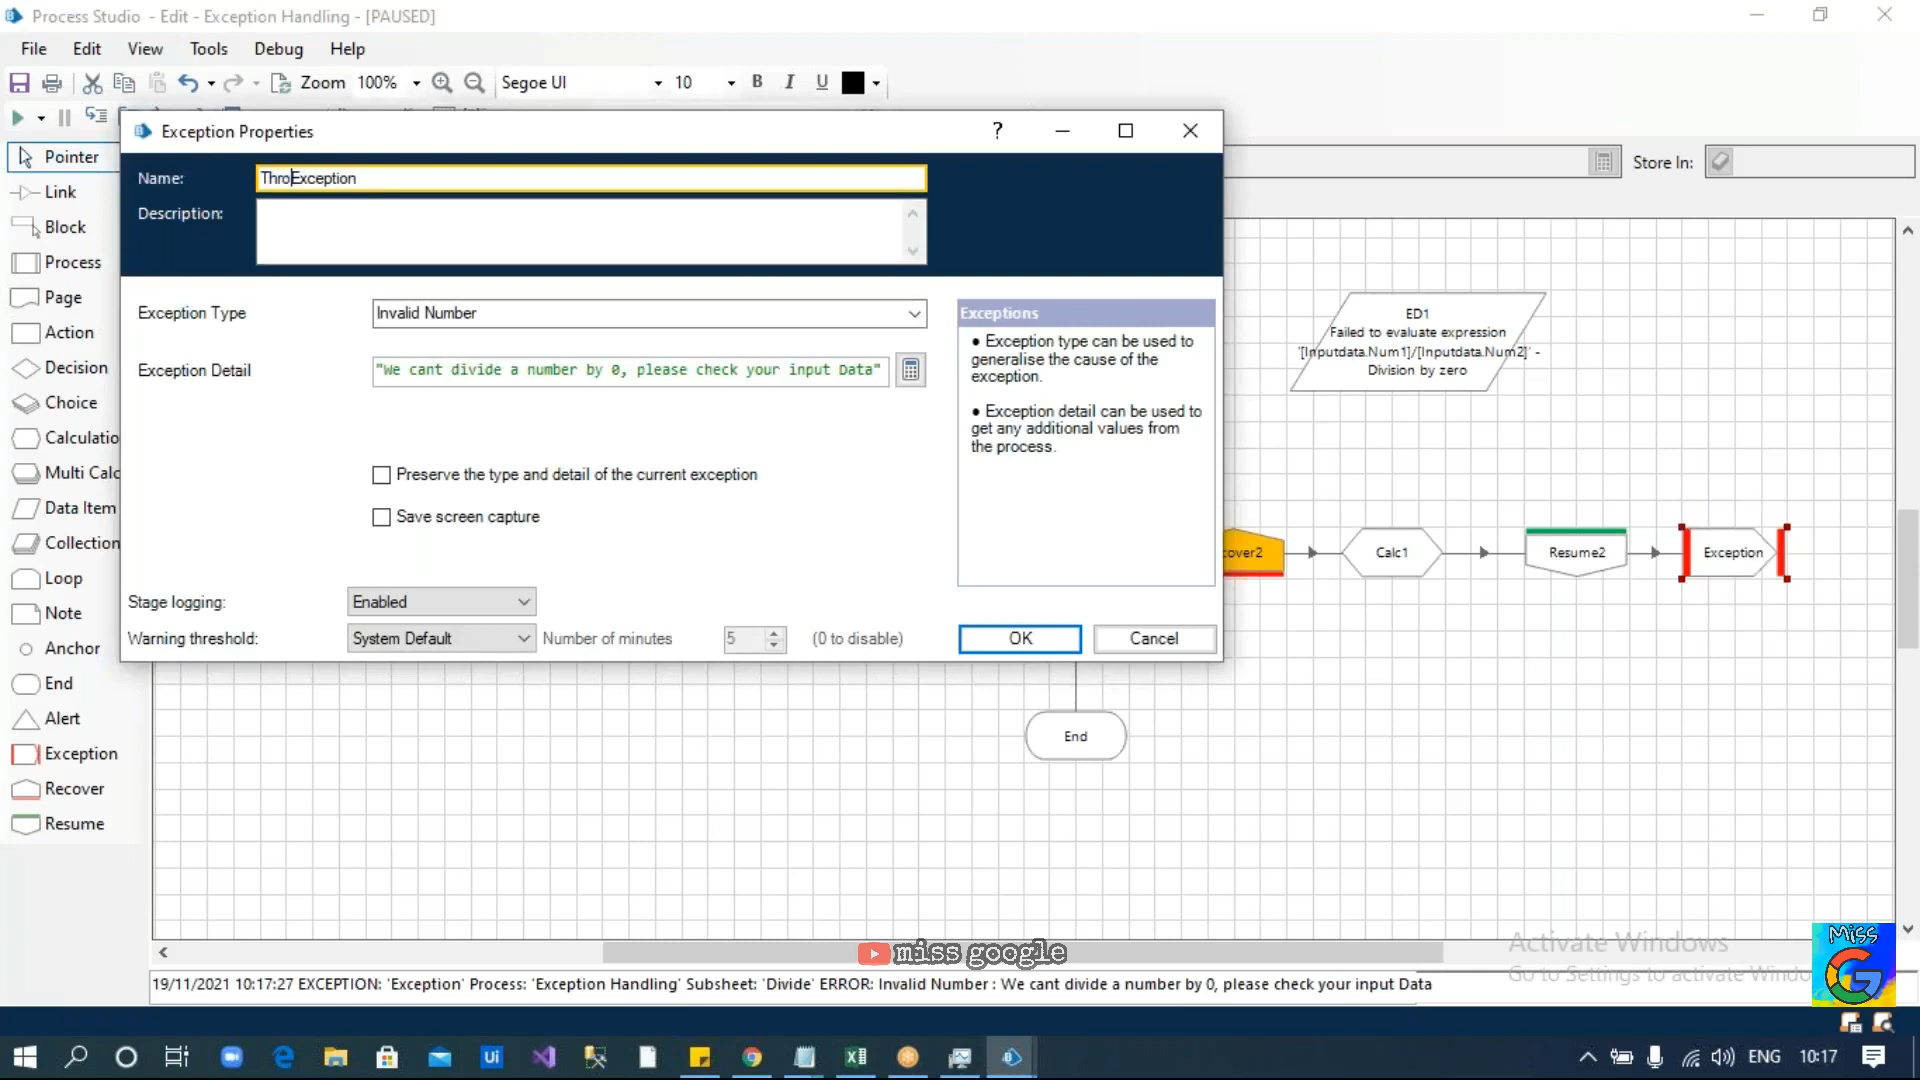 Process Studio - Edit - Exception Handling - [PAUSED]
File Edit View Tools Debug Help
Zoom 100% Segoe UI 10 B I U
Exception Properties ?
Pointer
Link
Block
Process
Page
Action
Decision
Choice
Calculatio
Multi Calc
Data Item
Collection
Loop
Note
Anchor
End
Alert
Exception
Recover
Resume
Name: ThroException
Description:
Store In:
Exception Type Invalid Number
Exception Detail "We cant divide a number by 0, please check your input Data"
Preserve the type and detail of the current exception
Save screen capture
Exceptions
• Exception type can be used to
generalise the cause of the
exception.
• Exception detail can be used to
get any additional values from
the process.
Stage logging: Enabled
Warning threshold: System Default Number of minutes 5 (0 to disable)
OK Cancel
ED1
Failed to evaluate expression
'[Inputdata.Num1]/[Inputdata.Num2]' -
Division by zero
cover2 Calc1 Resume2 Exception
End
miss google
Activate Windows
Go to Settings to activate Windo
Miss
G
19/11/2021 10:17:27 EXCEPTION: 'Exception' Process: 'Exception Handling' Subsheet: 'Divide' ERROR: Invalid Number : We cant divide a number by 0, please check your input Data
Ui
ENG 10:17